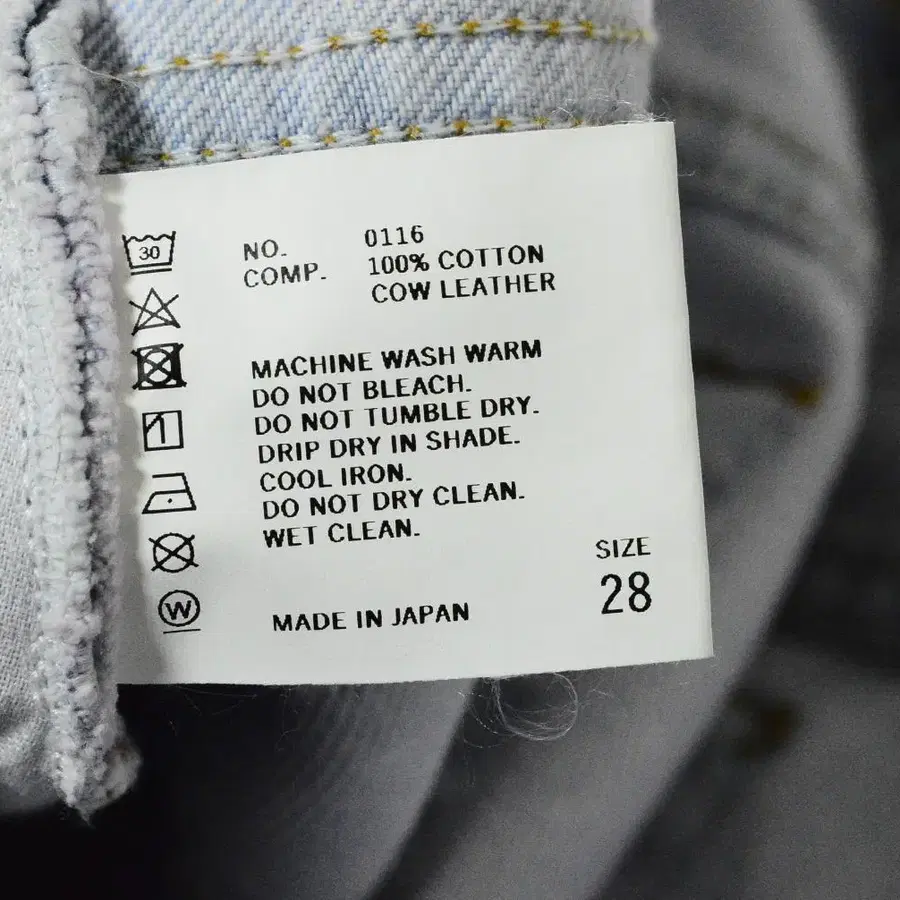 30
NO. 0116
COMP. 100% COTTON
COW LEATHER
MACHINE WASH WARM
DO NOT BLEACH.
DO NOT TUMBLE DRY.
DRIP DRY IN SHADE.
COOL IRON.
DO NOT DRY CLEAN.
WET CLEAN.
W
MADE IN JAPAN
SIZE
28